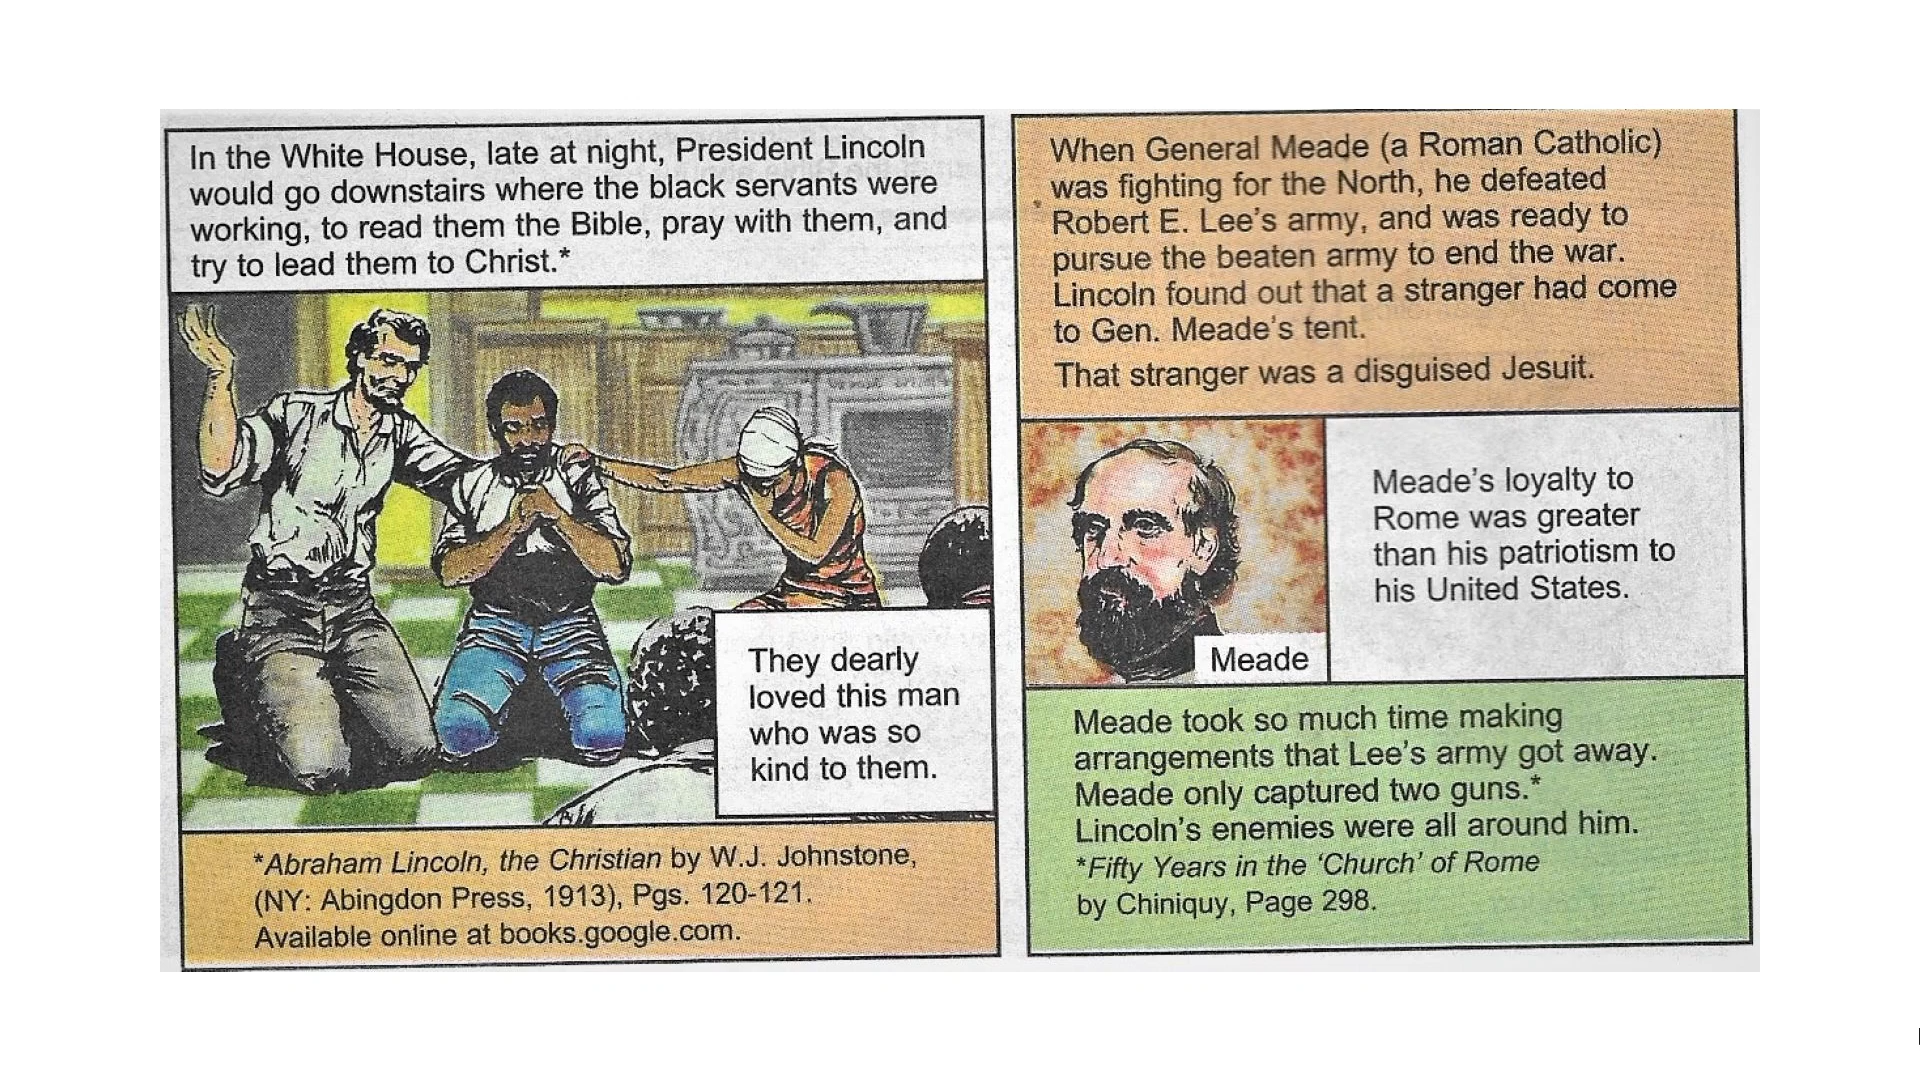 In the White House, late at night, President Lincoln
would go downstairs where the black servants were
working, to read them the Bible, pray with them, and
try to lead them to Christ.*
They dearly
loved this man
who was so
kind to them.
*Abraham Lincoln, the Christian by W.J. Johnstone,
(NY: Abingdon Press, 1913), Pgs. 120-121.
Available online at books.google.com.
When General Meade (a Roman Catholic)
was fighting for the North, he defeated
Robert E. Lee's army, and was ready to
pursue the beaten army to end the war.
Lincoln found out that a stranger had come
to Gen. Meade's tent.
That stranger was a disguised Jesuit.
Meade
Meade's loyalty to
Rome was greater
than his patriotism to
his United States.
Meade took so much time making
arrangements that Lee's army got away.
Meade only captured two guns.*
Lincoln's enemies were all around him.
*Fifty Years in the 'Church' of Rome
by Chiniquy, Page 298.